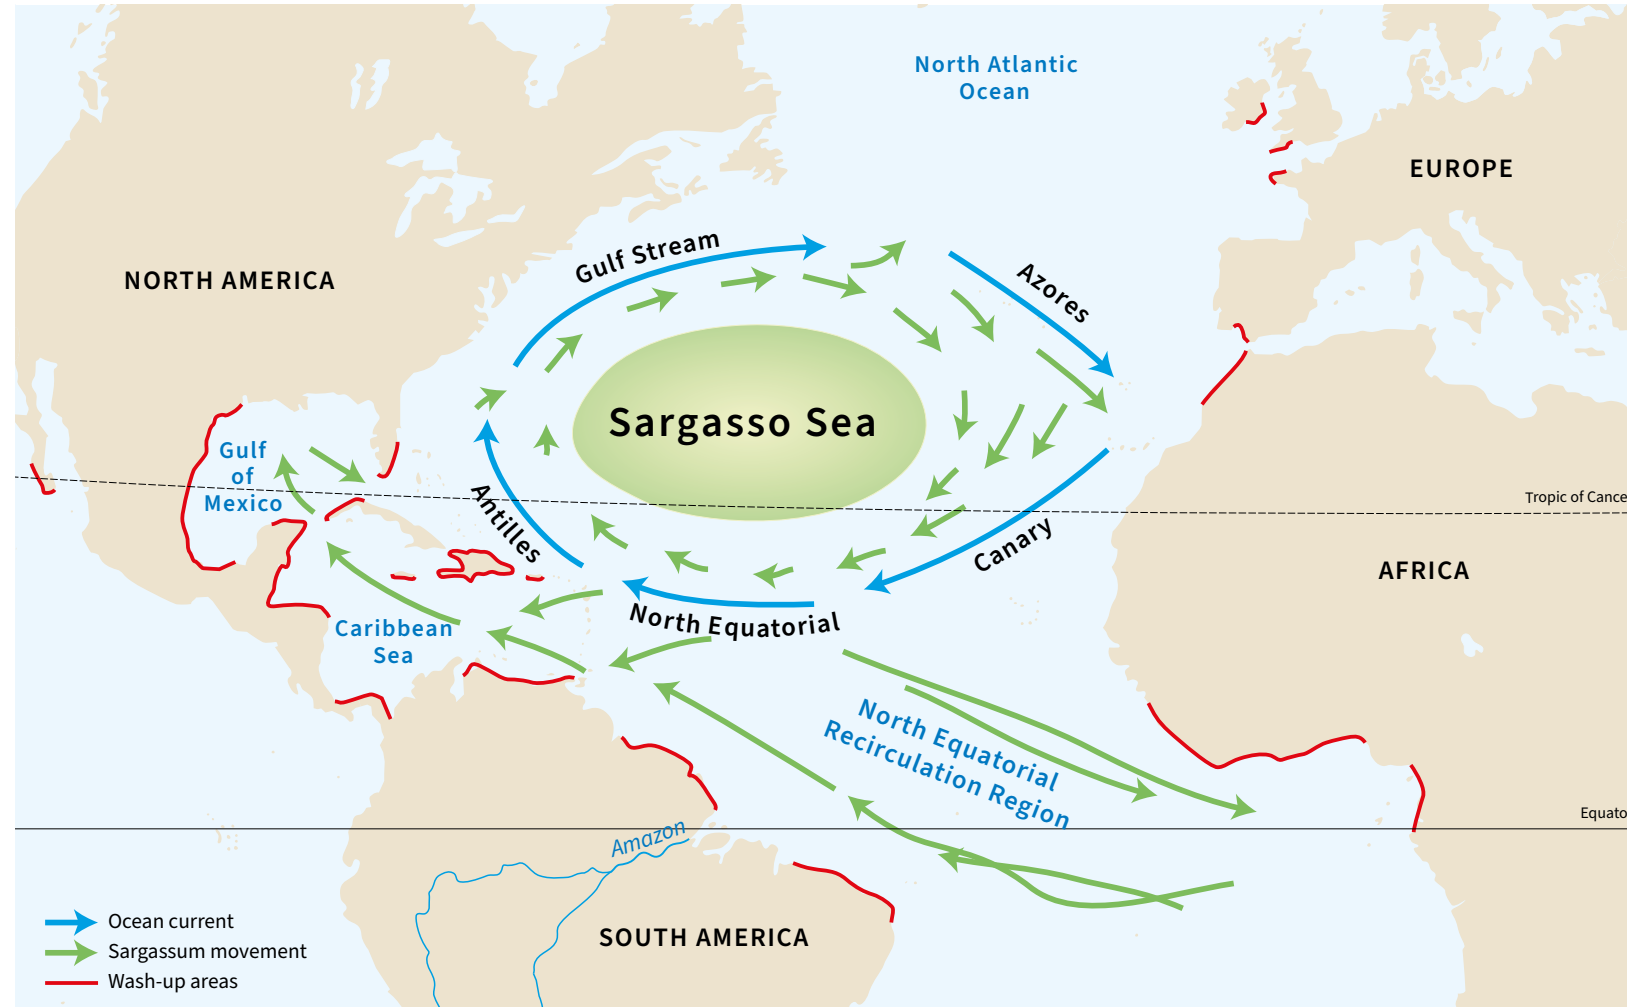 North Atlantic
Ocean
EUROPE
NORTH AMERICA
Gulf Stream
Azores
Sargasso Sea
Gulf
of
Mexico
Antilles
Tropic of Cance
Canary
AFRICA
North Equatorial
Caribbean
Sea
North Equatorial
Recirculation Region
Equato
Amazon
SOUTH AMERICA
Ocean current
Sargassum movement
Wash-up areas